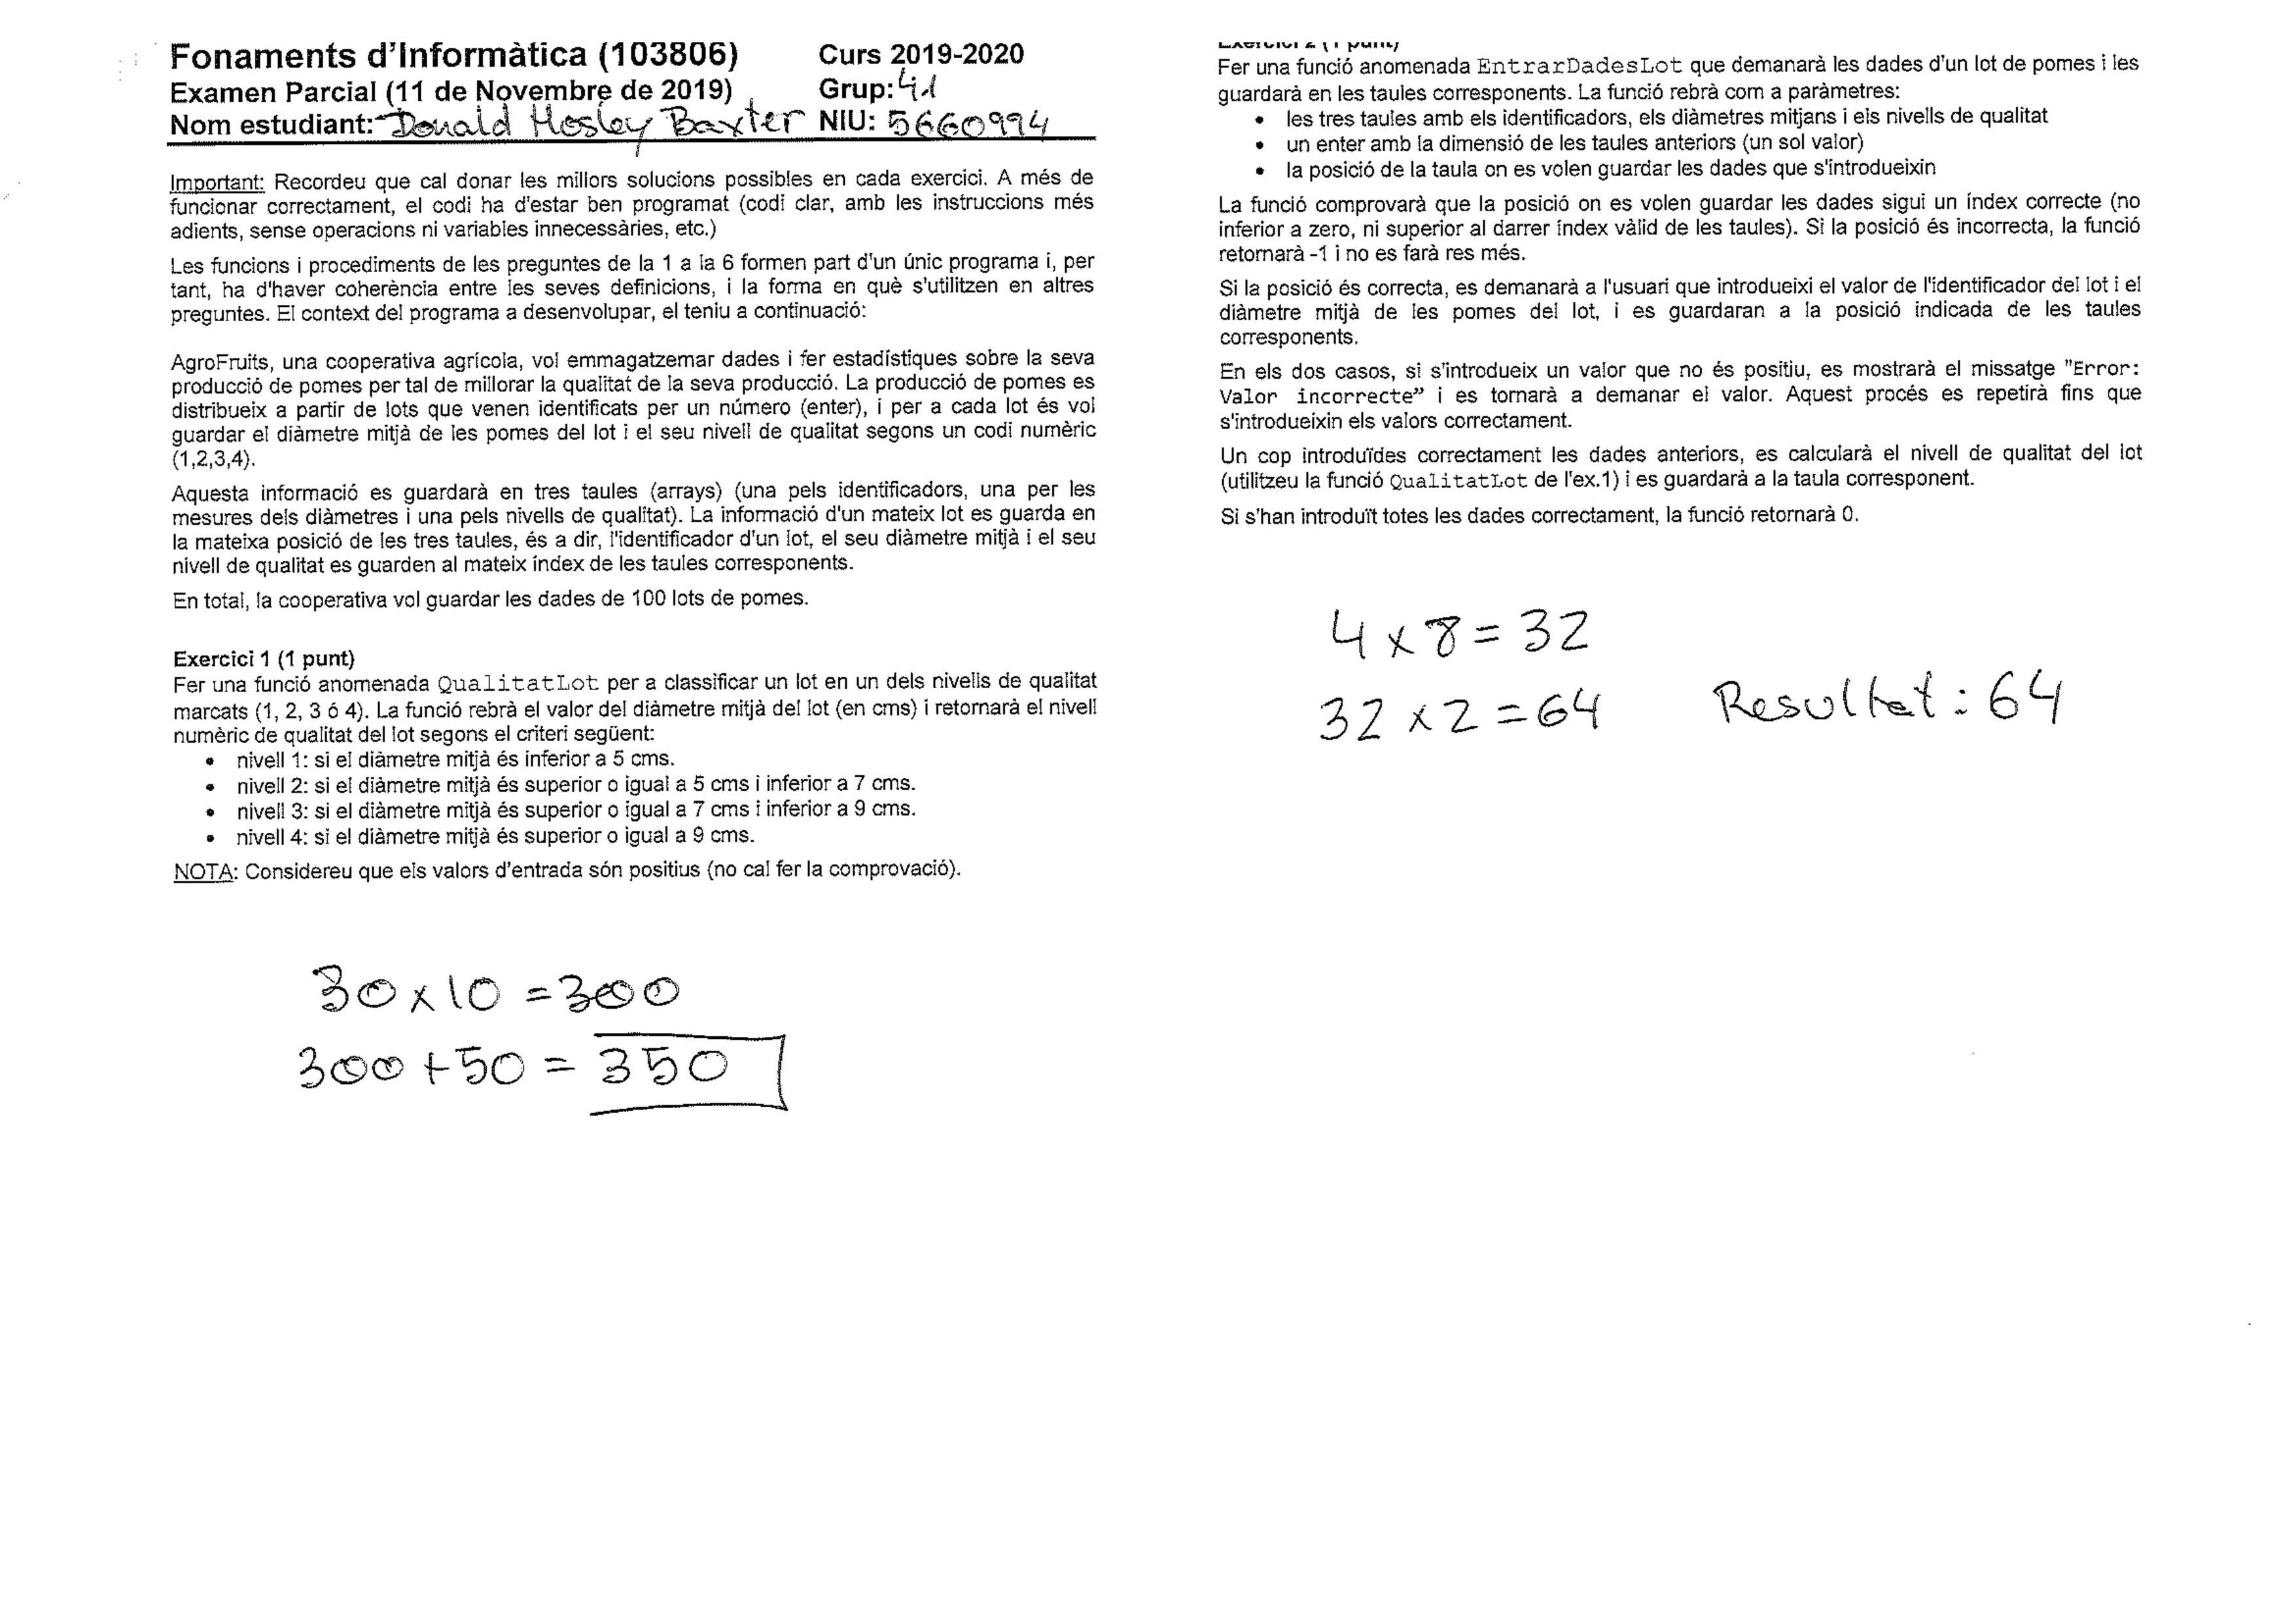 Fonaments d'Informàtica (103806) Curs 2019-2020
Examen Parcial (11 de Novembre de 2019) Grup: 41
Nom estudiant: Donald Mosley Baxter NIU: 5660994
Important: Recordeu que cal donar les millors solucions possibles en cada exercici. A més de
funcionar correctament, el codi ha d'estar ben programat (codi clar, amb les instruccions més
adients, sense operacions ni variables innecessàries, etc.)
Les funcions i procediments de les preguntes de la 1 a la 6 formen part d'un únic programa i, per
tant, ha d'haver coherència entre les seves definicions, i la forma en què s'utilitzen en altres
preguntes. El context del programa a desenvolupar, el teniu a continuació:
AgroFruits, una cooperativa agrícola, vol emmagatzemar dades i fer estadístiques sobre la seva
producció de pomes per tal de millorar la qualitat de la seva producció. La producció de pomes es
distribueix a partir de lots que venen identificats per un número (enter), i per a cada lot és vol
guardar el diàmetre mitjà de les pomes del lot i el seu nivell de qualitat segons un codi numèric
(1,2,3,4).
Aquesta informació es guardarà en tres taules (arrays) (una pels identificadors, una per les
mesures dels diàmetres i una pels nivells de qualitat). La informació d'un mateix lot es guarda en
la mateixa posició de les tres taules, és a dir, l'identificador d'un lot, el seu diàmetre mitjà i el seu
nivell de qualitat es guarden al mateix índex de les taules corresponents.
En total, la cooperativa vol guardar les dades de 100 lots de pomes.
Exercici 1 (1 punt)
Fer una funció anomenada QualitatLot per a classificar un lot en un dels nivells de qualitat
marcats (1, 2, 3 ó 4). La funció rebrà el valor del diàmetre mitjà del lot (en cms) i retornarà el nivell
numèric de qualitat del lot segons el criteri següent:
• nivell 1: si el diàmetre mitjà és inferior a 5 cms.
• nivell 2: si el diàmetre mitjà és superior o igual a 5 cms i inferior a 7 cms.
• nivell 3: si el diàmetre mitjà és superior o igual a 7 cms i inferior a 9 cms.
• nivell 4: si el diàmetre mitjà és superior o igual a 9 cms.
NOTA: Considereu que els valors d'entrada són positius (no cal fer la comprovació).
30 x 10 = 300
300 + 50 = 350
Exercici 2 (1 punt)
Fer una funció anomenada EntrarDadesLot que demanarà les dades d'un lot de pomes i les
guardarà en les taules corresponents. La funció rebrà com a paràmetres:
• les tres taules amb els identificadors, els diàmetres mitjans i els nivells de qualitat
• un enter amb la dimensió de les taules anteriors (un sol valor)
• la posició de la taula on es volen guardar les dades que s'introdueixin
La funció comprovarà que la posició on es volen guardar les dades sigui un índex correcte (no
inferior a zero, ni superior al darrer índex vàlid de les taules). Si la posició és incorrecta, la funció
retornarà -1 i no es farà res més.
Si la posició és correcta, es demanarà a l'usuari que introdueixi el valor de l'identificador del lot i el
diàmetre mitjà de les pomes del lot, i es guardaran a la posició indicada de les taules
corresponents.
En els dos casos, si s'introdueix un valor que no és positiu, es mostrarà el missatge "Error:
Valor incorrecte" i es tornarà a demanar el valor. Aquest procés es repetirà fins que
s'introdueixin els valors correctament.
Un cop introduïdes correctament les dades anteriors, es calcularà el nivell de qualitat del lot
(utilitzeu la funció QualitatLot de l'ex.1) i es guardarà a la taula corresponent.
Si s'han introduït totes les dades correctament, la funció retornarà 0.
4 x 8 = 32
32 x 2 = 64 Resultat: 64